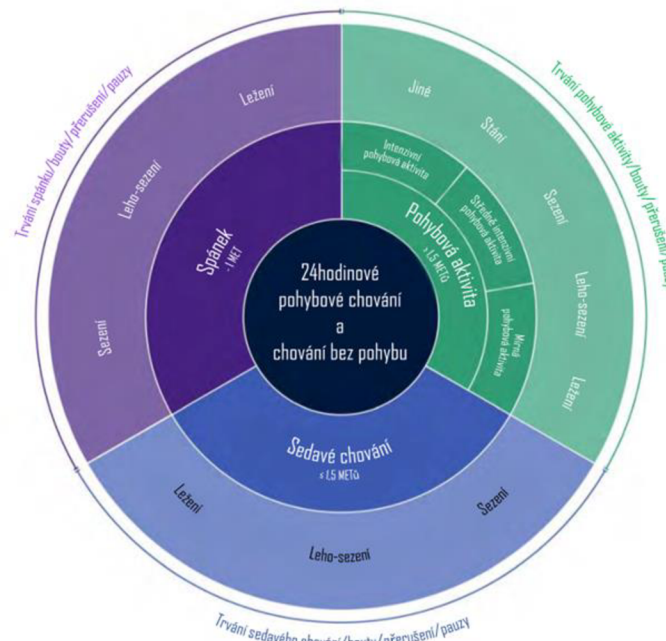 Trvání spánku/bouty/přerušení/pauzy
Trvání pohybové aktivity/bouty/přerušení/pauzy
Ležení
Leho-sezení
Sezení
Jiné
Stání
Sezení
Leho-sezení
Ležení
Spánek
~1 MET
Intenzivní
pohybová aktivita
Středně intenzivní
pohybová aktivita
Mírná
pohybová aktivita
Pohybová aktivita
> 1,5 METů
24hodinové
pohybové chování
a
chování bez pohybu
Sedavé chování
≤ 1,5 METů
Ležení
Leho-sezení
Sezení
Trvání sedavého chování/bouty/přerušení/pauzy